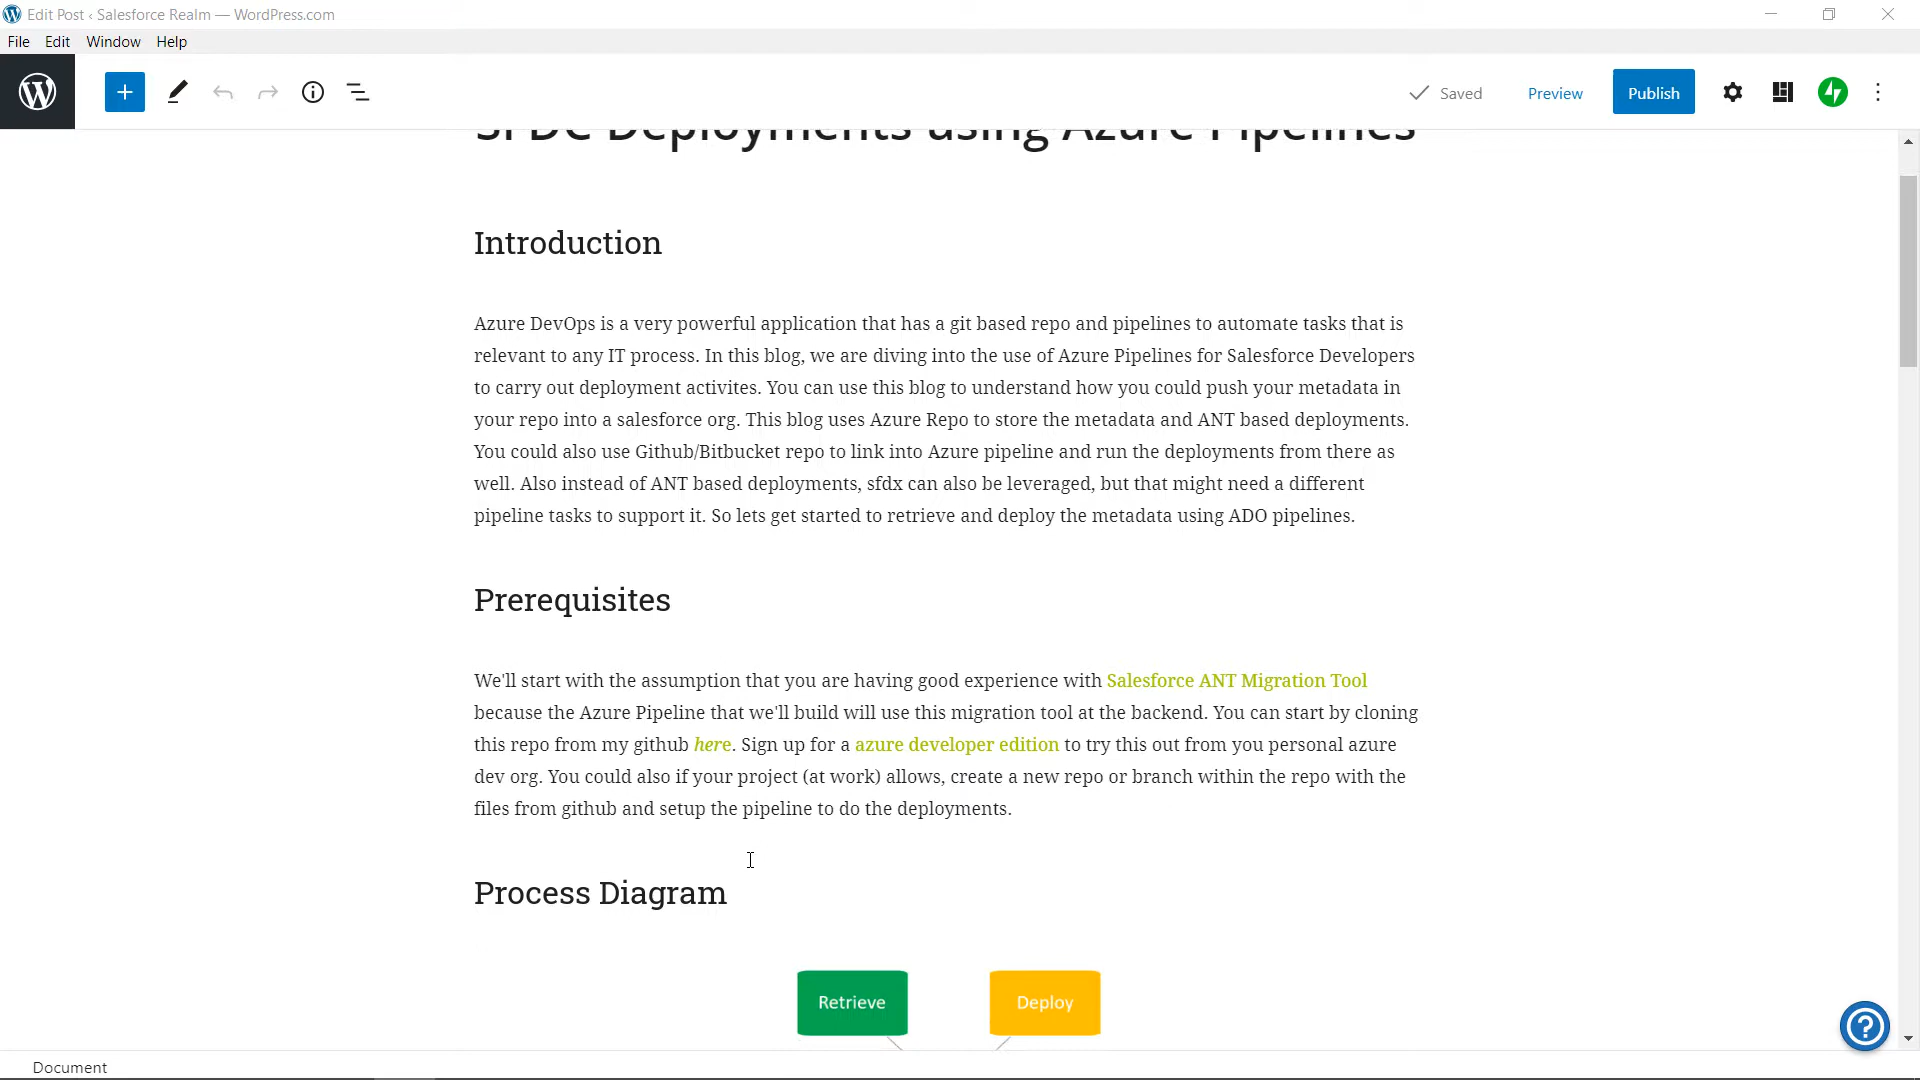 Edit Post ‹ Salesforce Realm — WordPress.com
File Edit Window Help
Saved Preview Publish
SFDC Deployments using Azure Pipelines
Introduction
Azure DevOps is a very powerful application that has a git based repo and pipelines to automate tasks that is
relevant to any IT process. In this blog, we are diving into the use of Azure Pipelines for Salesforce Developers
to carry out deployment activites. You can use this blog to understand how you could push your metadata in
your repo into a salesforce org. This blog uses Azure Repo to store the metadata and ANT based deployments.
You could also use Github/Bitbucket repo to link into Azure pipeline and run the deployments from there as
well. Also instead of ANT based deployments, sfdx can also be leveraged, but that might need a different
pipeline tasks to support it. So lets get started to retrieve and deploy the metadata using ADO pipelines.
Prerequisites
We'll start with the assumption that you are having good experience with Salesforce ANT Migration Tool
because the Azure Pipeline that we'll build will use this migration tool at the backend. You can start by cloning
this repo from my github here. Sign up for a azure developer edition to try this out from you personal azure
dev org. You could also if your project (at work) allows, create a new repo or branch within the repo with the
files from github and setup the pipeline to do the deployments.
Process Diagram
Retrieve Deploy
Document